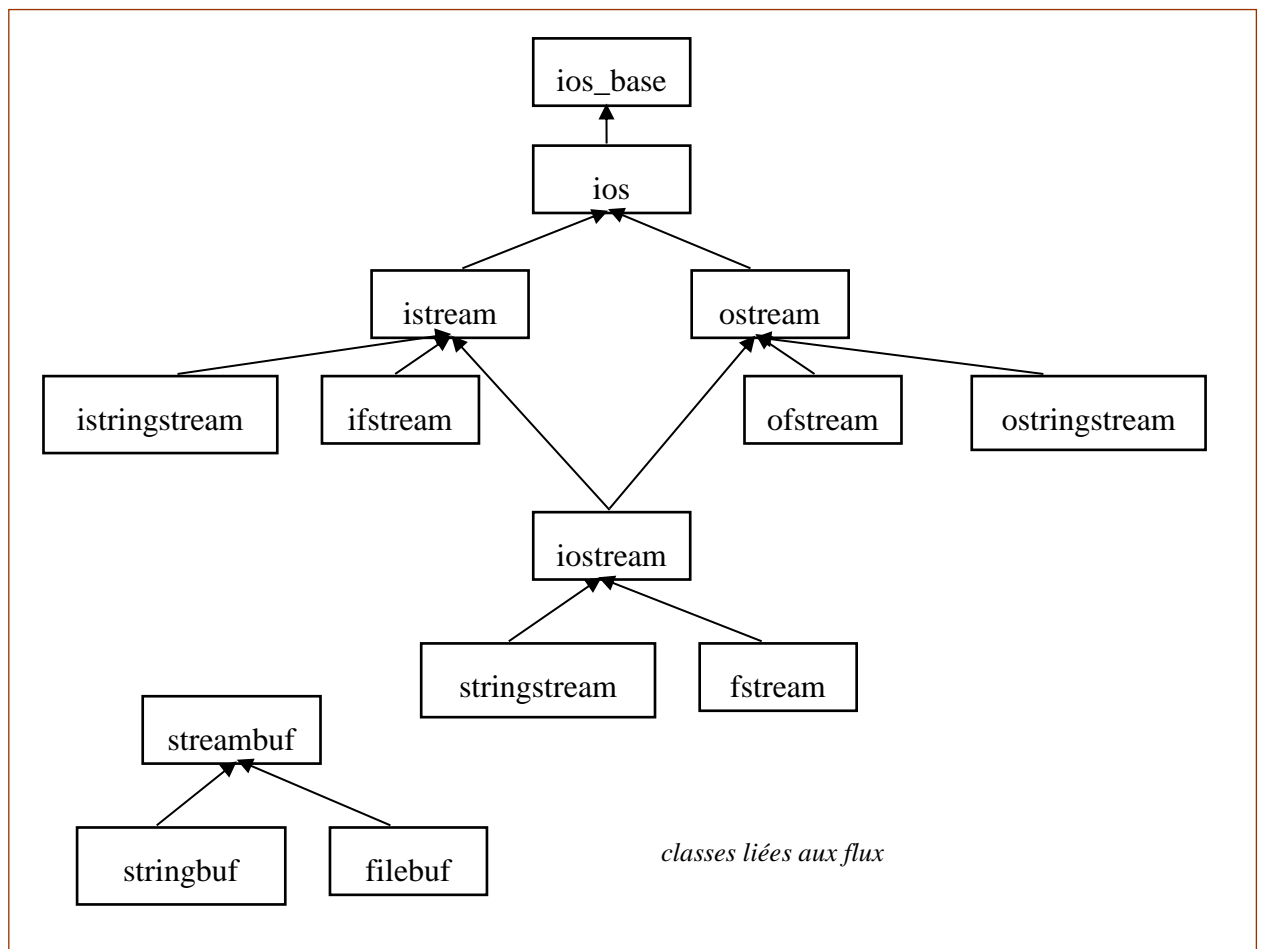 ios_base
ios
istream
ostream
istringstream
ifstream
ofstream
ostringstream
iostream
stringstream
fstream
streambuf
stringbuf
filebuf
classes liées aux flux